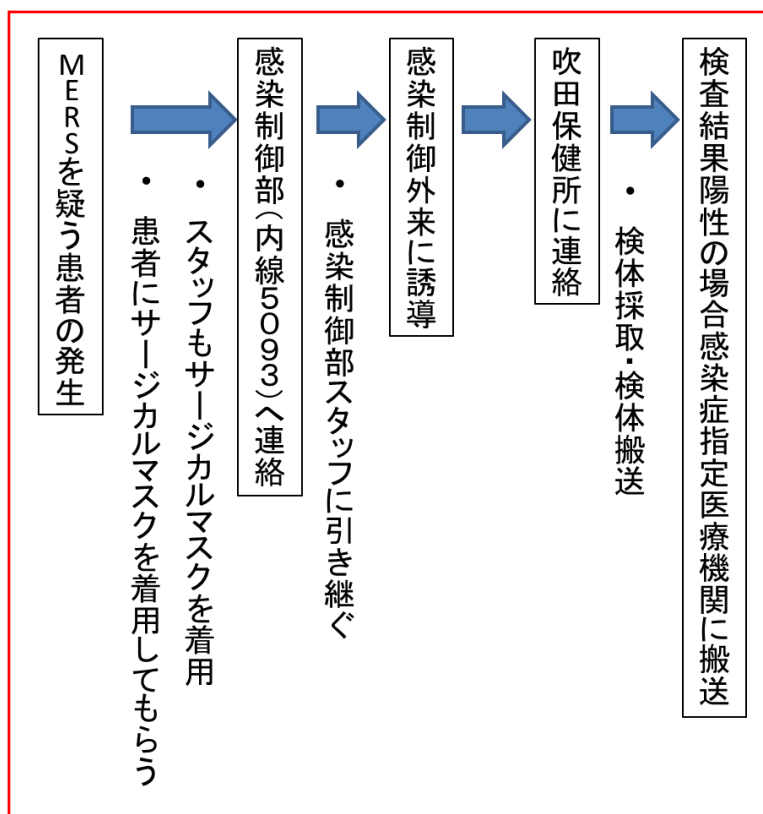 MERSを疑う患者の発生
・患者にサージカルマスクを着用してもらう
・スタッフもサージカルマスクを着用
感染制御部(内線5093)へ連絡
・感染制御部スタッフに引き継ぐ
感染制御外来に誘導
吹田保健所に連絡
・検体採取・検体搬送
検査結果陽性の場合感染症指定医療機関に搬送